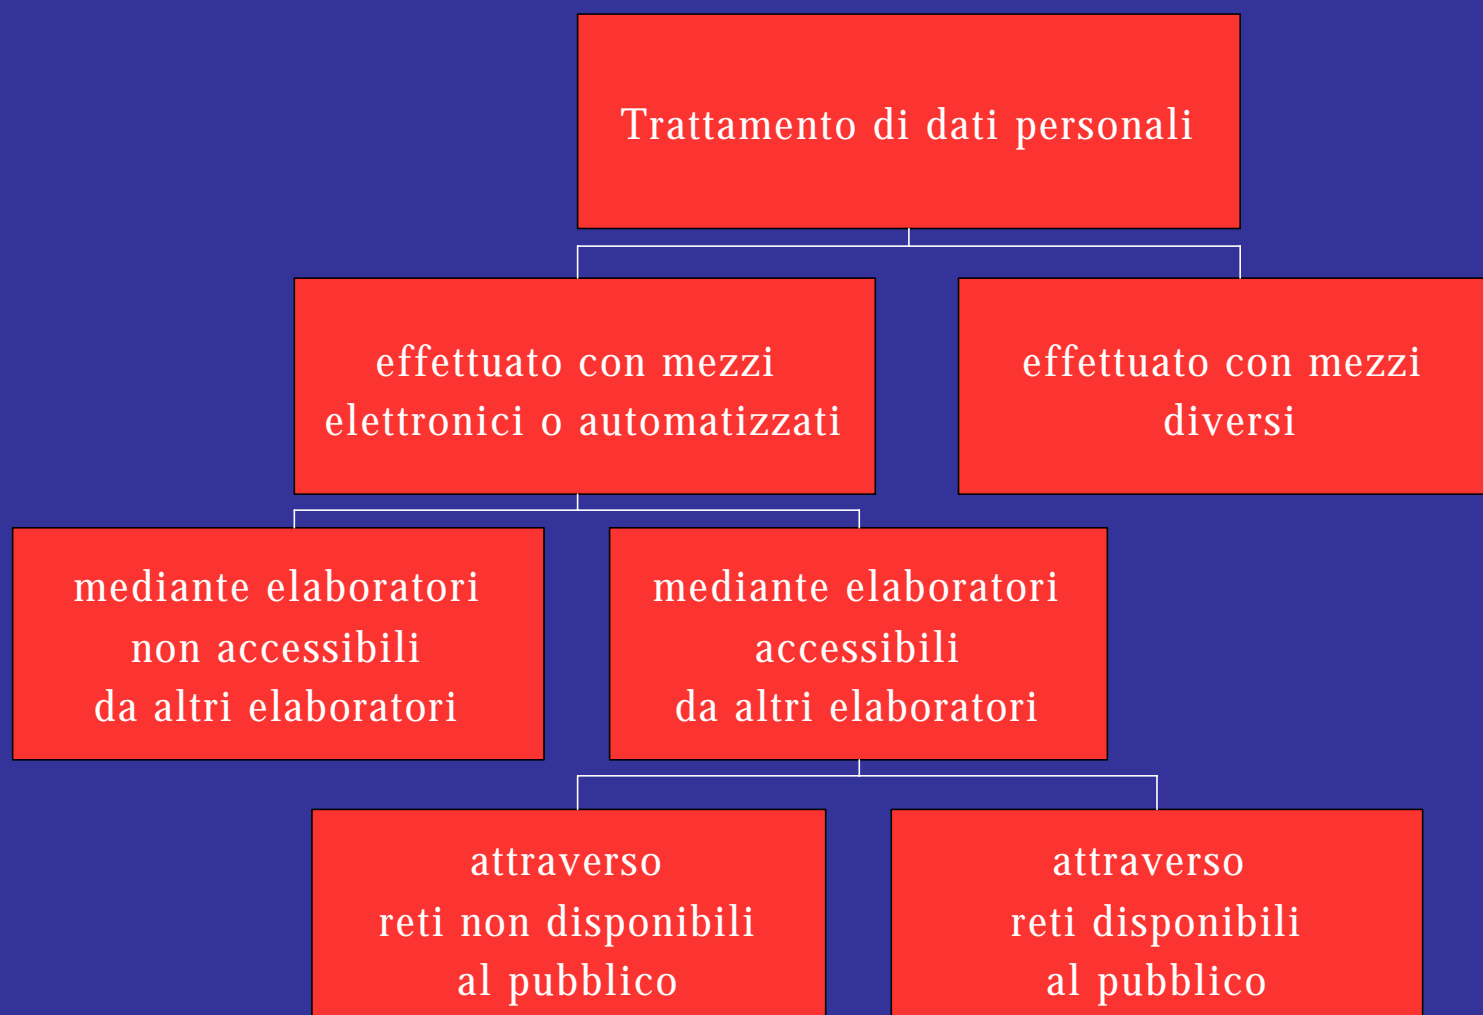 Trattamento di dati personali
effettuato con mezzi
elettronici o automatizzati
effettuato con mezzi
diversi
mediante elaboratori
non accessibili
da altri elaboratori
mediante elaboratori
accessibili
da altri elaboratori
attraverso
reti non disponibili
al pubblico
attraverso
reti disponibili
al pubblico